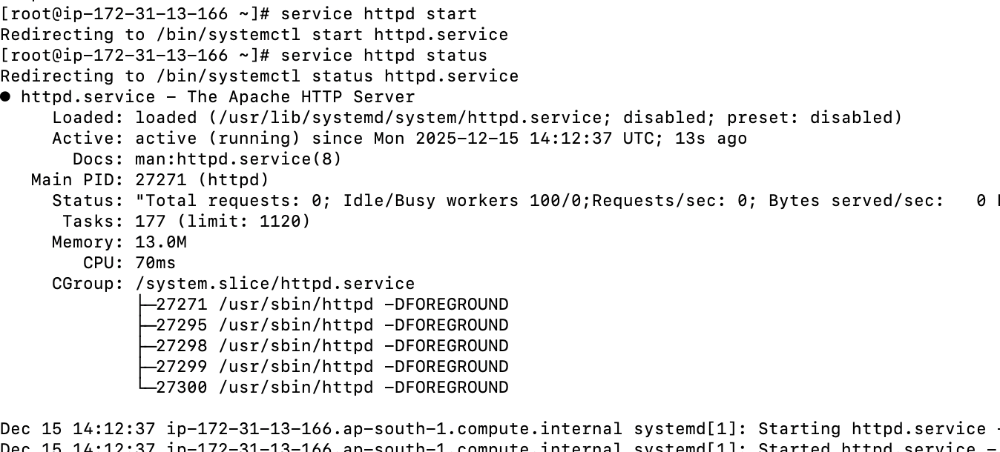 [root@ip-172-31-13-166 ~]# service httpd start
Redirecting to /bin/systemctl start httpd.service
[root@ip-172-31-13-166 ~]# service httpd status
Redirecting to /bin/systemctl status httpd.service
● httpd.service - The Apache HTTP Server
Loaded: loaded (/usr/lib/systemd/system/httpd.service; disabled; preset: disabled)
Active: active (running) since Mon 2025-12-15 14:12:37 UTC; 13s ago
Docs: man:httpd.service(8)
Main PID: 27271 (httpd)
Status: "Total requests: 0; Idle/Busy workers 100/0;Requests/sec: 0; Bytes served/sec:   0
Tasks: 177 (limit: 1120)
Memory: 13.0M
CPU: 70ms
CGroup: /system.slice/httpd.service
├─27271 /usr/sbin/httpd -DFOREGROUND
├─27295 /usr/sbin/httpd -DFOREGROUND
├─27298 /usr/sbin/httpd -DFOREGROUND
├─27299 /usr/sbin/httpd -DFOREGROUND
└─27300 /usr/sbin/httpd -DFOREGROUND
Dec 15 14:12:37 ip-172-31-13-166.ap-south-1.compute.internal systemd[1]: Starting httpd.service -
Dec 15 14:12:37 ip-172-31-13-166.ap-south-1.compute.internal systemd[1]: Started httpd.service -